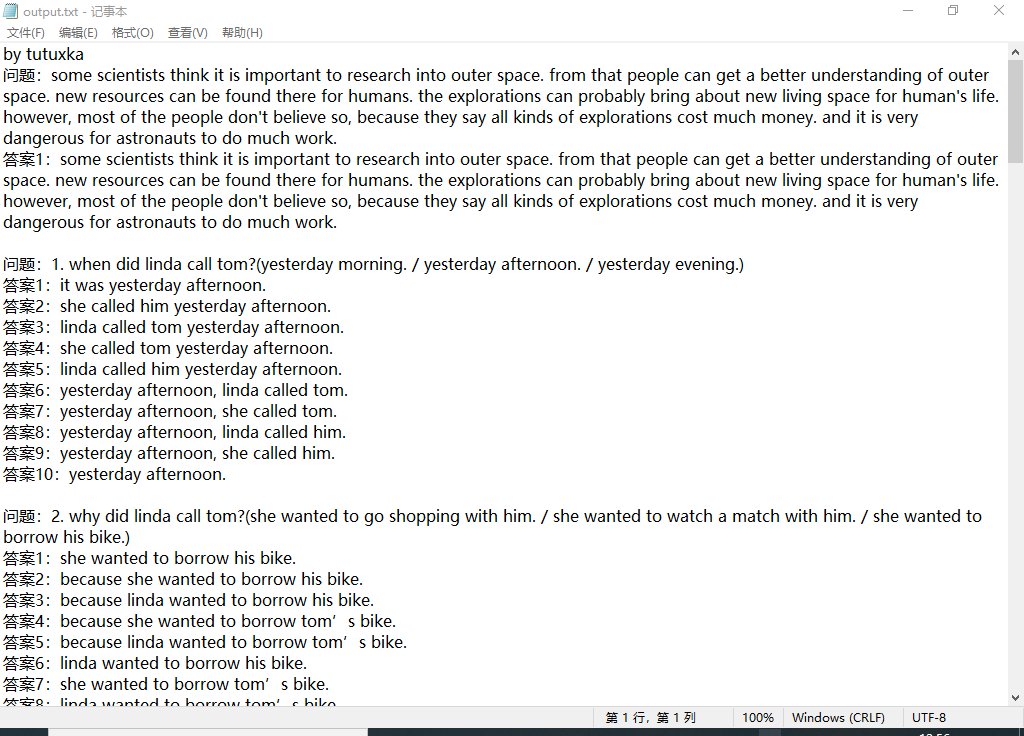 output.txt - 记事本
文件(F) 编辑(E) 格式(O) 查看(V) 帮助(H)
by tutuxka
问题：some scientists think it is important to research into outer space. from that people can get a better understanding of outer
space. new resources can be found there for humans. the explorations can probably bring about new living space for human's life.
however, most of the people don't believe so, because they say all kinds of explorations cost much money. and it is very
dangerous for astronauts to do much work.
答案1：some scientists think it is important to research into outer space. from that people can get a better understanding of outer
space. new resources can be found there for humans. the explorations can probably bring about new living space for human's life.
however, most of the people don't believe so, because they say all kinds of explorations cost much money. and it is very
dangerous for astronauts to do much work.
问题：1. when did linda call tom?(yesterday morning. / yesterday afternoon. / yesterday evening.)
答案1：it was yesterday afternoon.
答案2：she called him yesterday afternoon.
答案3：linda called tom yesterday afternoon.
答案4：she called tom yesterday afternoon.
答案5：linda called him yesterday afternoon.
答案6：yesterday afternoon, linda called tom.
答案7：yesterday afternoon, she called tom.
答案8：yesterday afternoon, linda called him.
答案9：yesterday afternoon, she called him.
答案10：yesterday afternoon.
问题：2. why did linda call tom?(she wanted to go shopping with him. / she wanted to watch a match with him. / she wanted to
borrow his bike.)
答案1：she wanted to borrow his bike.
答案2：because she wanted to borrow his bike.
答案3：because linda wanted to borrow his bike.
答案4：because she wanted to borrow tom’s bike.
答案5：because linda wanted to borrow tom’s bike.
答案6：linda wanted to borrow his bike.
答案7：she wanted to borrow tom’s bike.
答案8：linda wanted to borrow tom’s bike.
第 1 行，第 1 列 100% Windows (CRLF) UTF-8